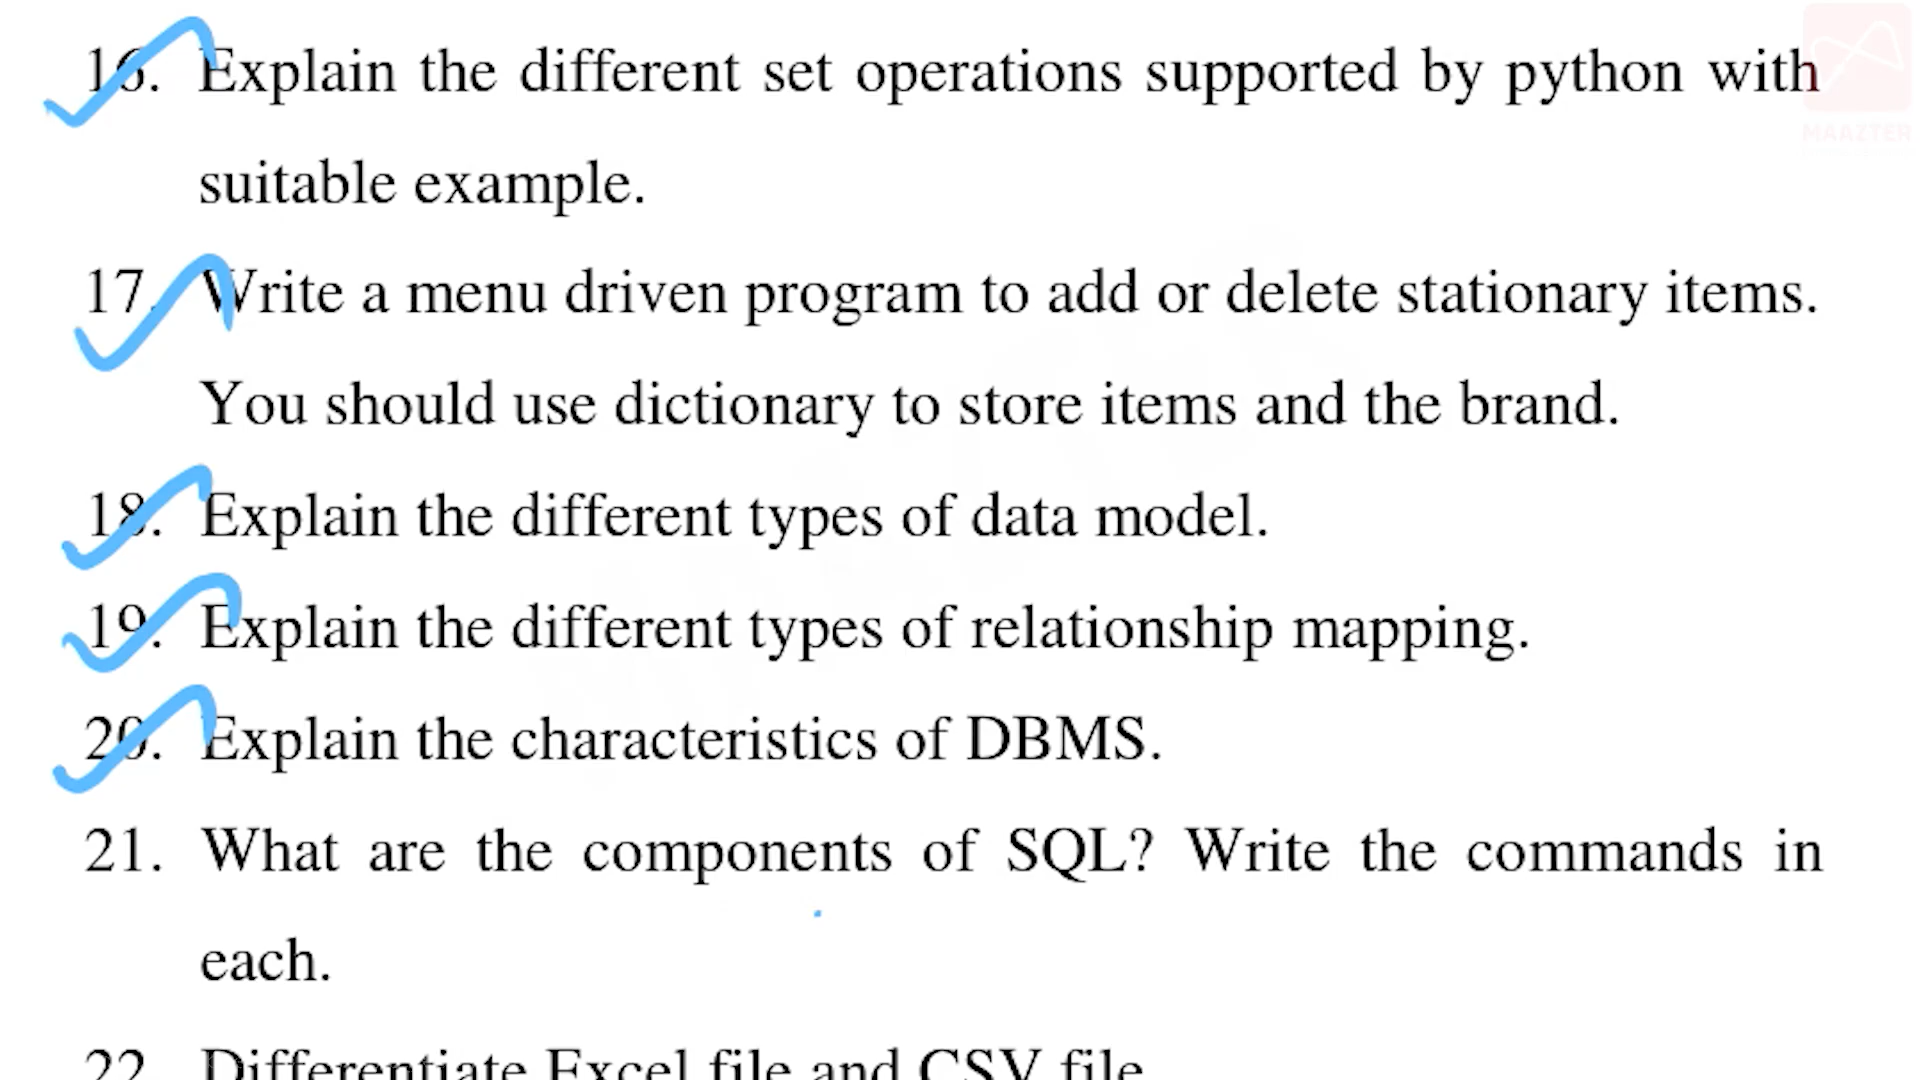 16. Explain the different set operations supported by python with
suitable example.
17. Write a menu driven program to add or delete stationary items.
You should use dictionary to store items and the brand.
18. Explain the different types of data model.
19. Explain the different types of relationship mapping.
20. Explain the characteristics of DBMS.
21. What are the components of SQL? Write the commands in
each.
22. Differentiate Excel file and CSV file
MAAZTER